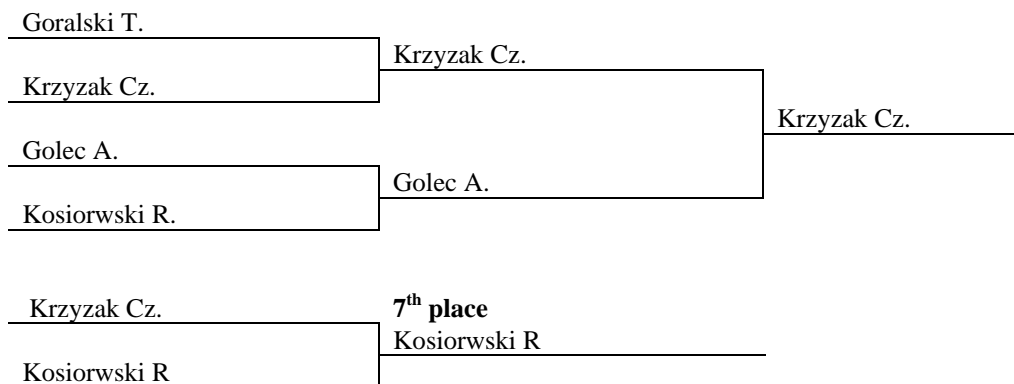 Goralski T.
Krzyzak Cz.
Krzyzak Cz.
Krzyzak Cz.
Golec A.
Golec A.
Kosiorwski R.
Krzyzak Cz.
7th place
Kosiorwski R
Kosiorwski R